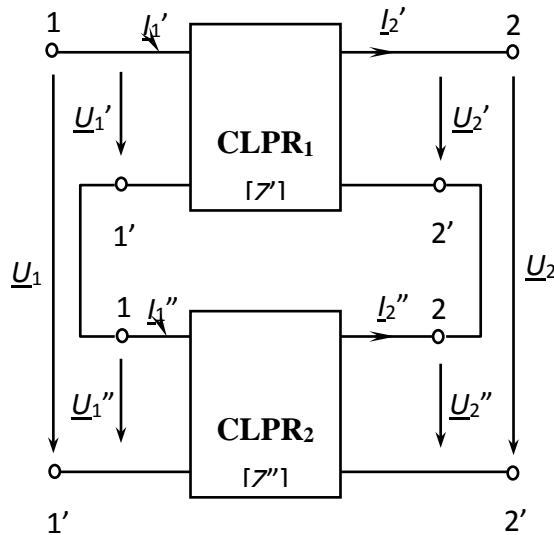 1 I₁’ I₂’ 2
U₁’ U₂’
CLPR₁
[Z’]
1’ 2’
U₁ U₂
1 I₁” I₂” 2
U₁” U₂”
CLPR₂
[Z”]
1’ 2’